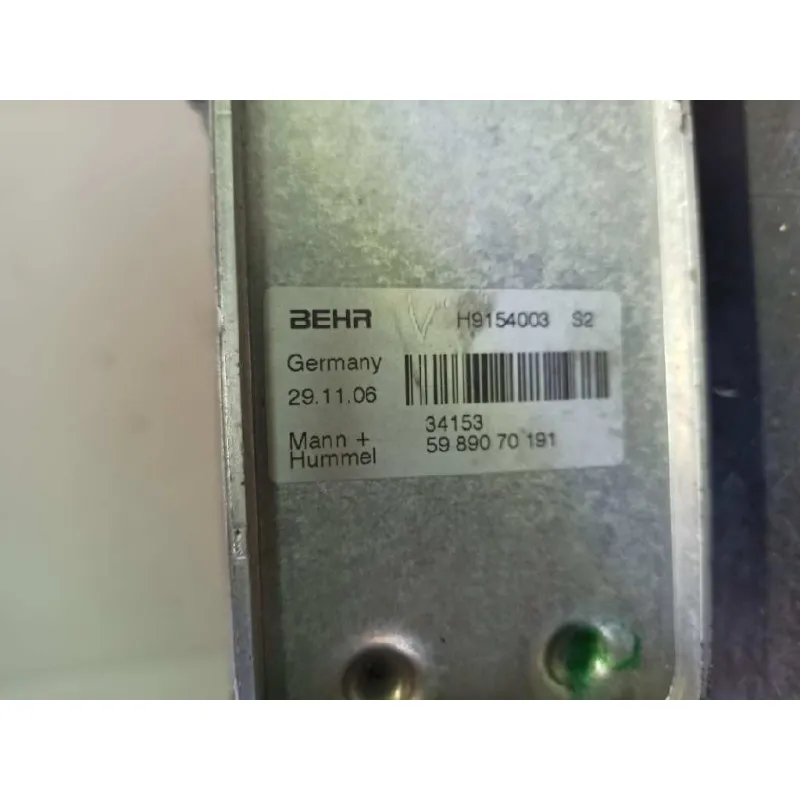 BEHR V H9154003 S2
Germany
29.11.06
34153
Mann + 59 890 70 191
Hummel